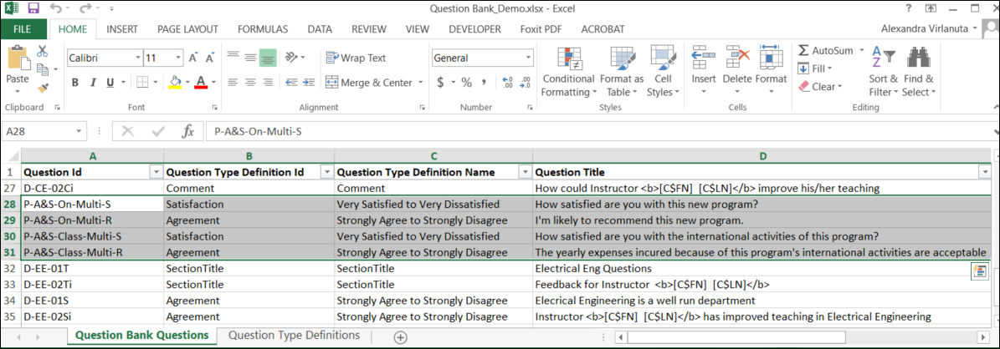 Question Bank_Demo.xlsx - Excel
FILE HOME INSERT PAGE LAYOUT FORMULAS DATA REVIEW VIEW DEVELOPER Foxit PDF ACROBAT Alexandra Virlanuta
Paste Calibri 11 Wrap Text General Conditional Formatting Format as Table Cell Styles Insert Delete Format AutoSum Sort & Filter Find & Select
B I U A Merge & Center $ % , Fill
Clear
Clipboard Font Alignment Number Styles Cells Editing
A28 fx P-A&S-On-Multi-S
A B C D
1 Question Id Question Type Definition Id Question Type Definition Name Question Title
27 D-CE-02Ci Comment Comment How could Instructor <b>[C$FN] [C$LN]</b> improve his/her teaching
28 P-A&S-On-Multi-S Satisfaction Very Satisfied to Very Dissatisfied How satisfied are you with this new program?
29 P-A&S-On-Multi-R Agreement Strongly Agree to Strongly Disagree I'm likely to recommend this new program.
30 P-A&S-Class-Multi-S Satisfaction Very Satisfied to Very Dissatisfied How satisfied are you with the international activities of this program?
31 P-A&S-Class-Multi-R Agreement Strongly Agree to Strongly Disagree The yearly expenses incured because of this program's international activities are acceptable
32 D-EE-01T SectionTitle SectionTitle Electrical Eng Questions
33 D-EE-02Ti SectionTitle SectionTitle Feedback for Instructor <b>[C$FN] [C$LN]</b>
34 D-EE-01S Agreement Strongly Agree to Strongly Disagree Elecrical Engineering is a well run department
35 D-EE-02Si Agreement Strongly Agree to Strongly Disagree Instructor <b>[C$FN] [C$LN]</b> has improved teaching in Electrical Engineering
Question Bank Questions Question Type Definitions